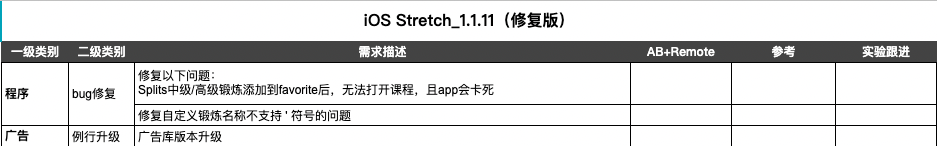 iOS Stretch_1.1.11（修复版）
一级类别 二级类别 需求描述 AB+Remote 参考 实验跟进
程序 bug修复 修复以下问题：
Splits中级/高级锻炼添加到favorite后，无法打开课程，且app会卡死
修复自定义锻炼名称不支持 ' 符号的问题
广告 例行升级 广告库版本升级